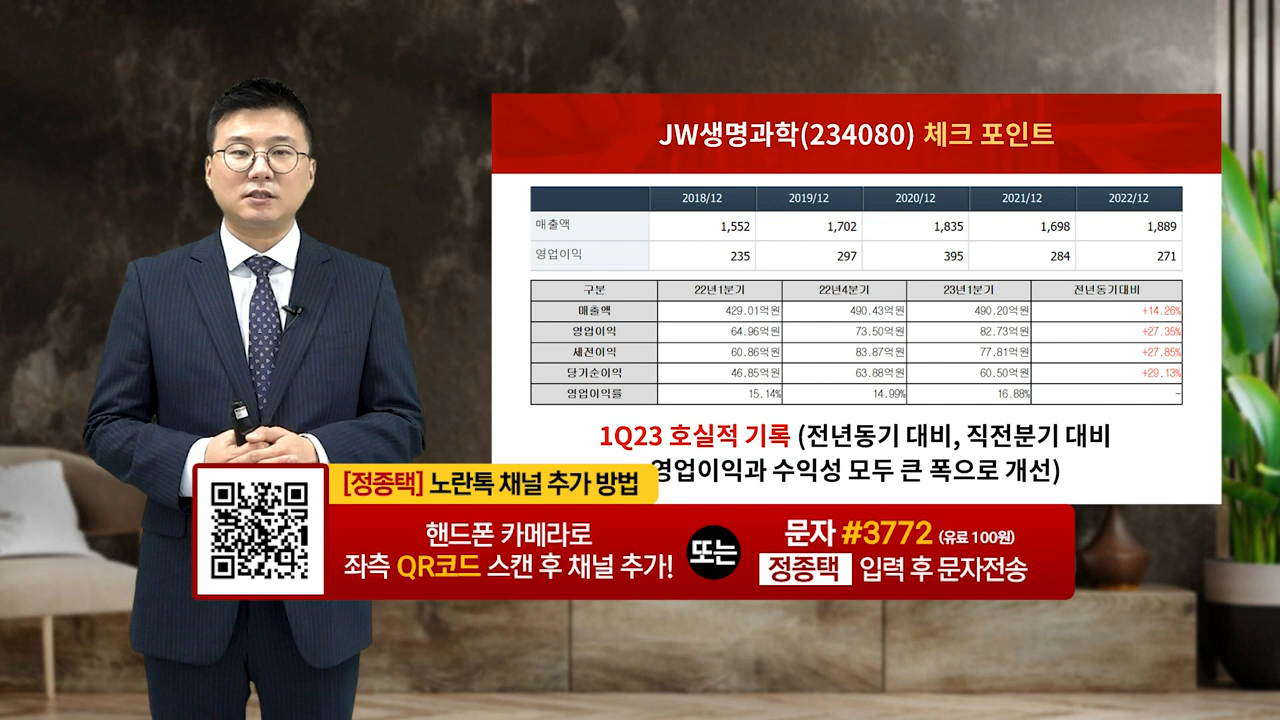 JW생명과학(234080) 체크 포인트
2018/12 2019/12 2020/12 2021/12 2022/12
매출액 1,552 1,702 1,835 1,698 1,889
영업이익 235 297 395 284 271
구분 22년1분기 22년4분기 23년1분기 전년동기대비
매출액 429.01억원 490.43억원 490.20억원 +14.26%
영업이익 64.96억원 73.50억원 82.73억원 +27.35%
세전이익 60.86억원 83.87억원 77.81억원 +27.85%
당기순이익 46.85억원 63.88억원 60.50억원 +29.13%
영업이익률 15.14% 14.99% 16.88% -
1Q23 호실적 기록 (전년동기 대비, 직전분기 대비
영업이익과 수익성 모두 큰 폭으로 개선)
[정종택] 노란톡 채널 추가 방법
핸드폰 카메라로
좌측 QR코드 스캔 후 채널 추가!
또는
문자 #3772 (유료 100원)
정종택 입력 후 문자전송